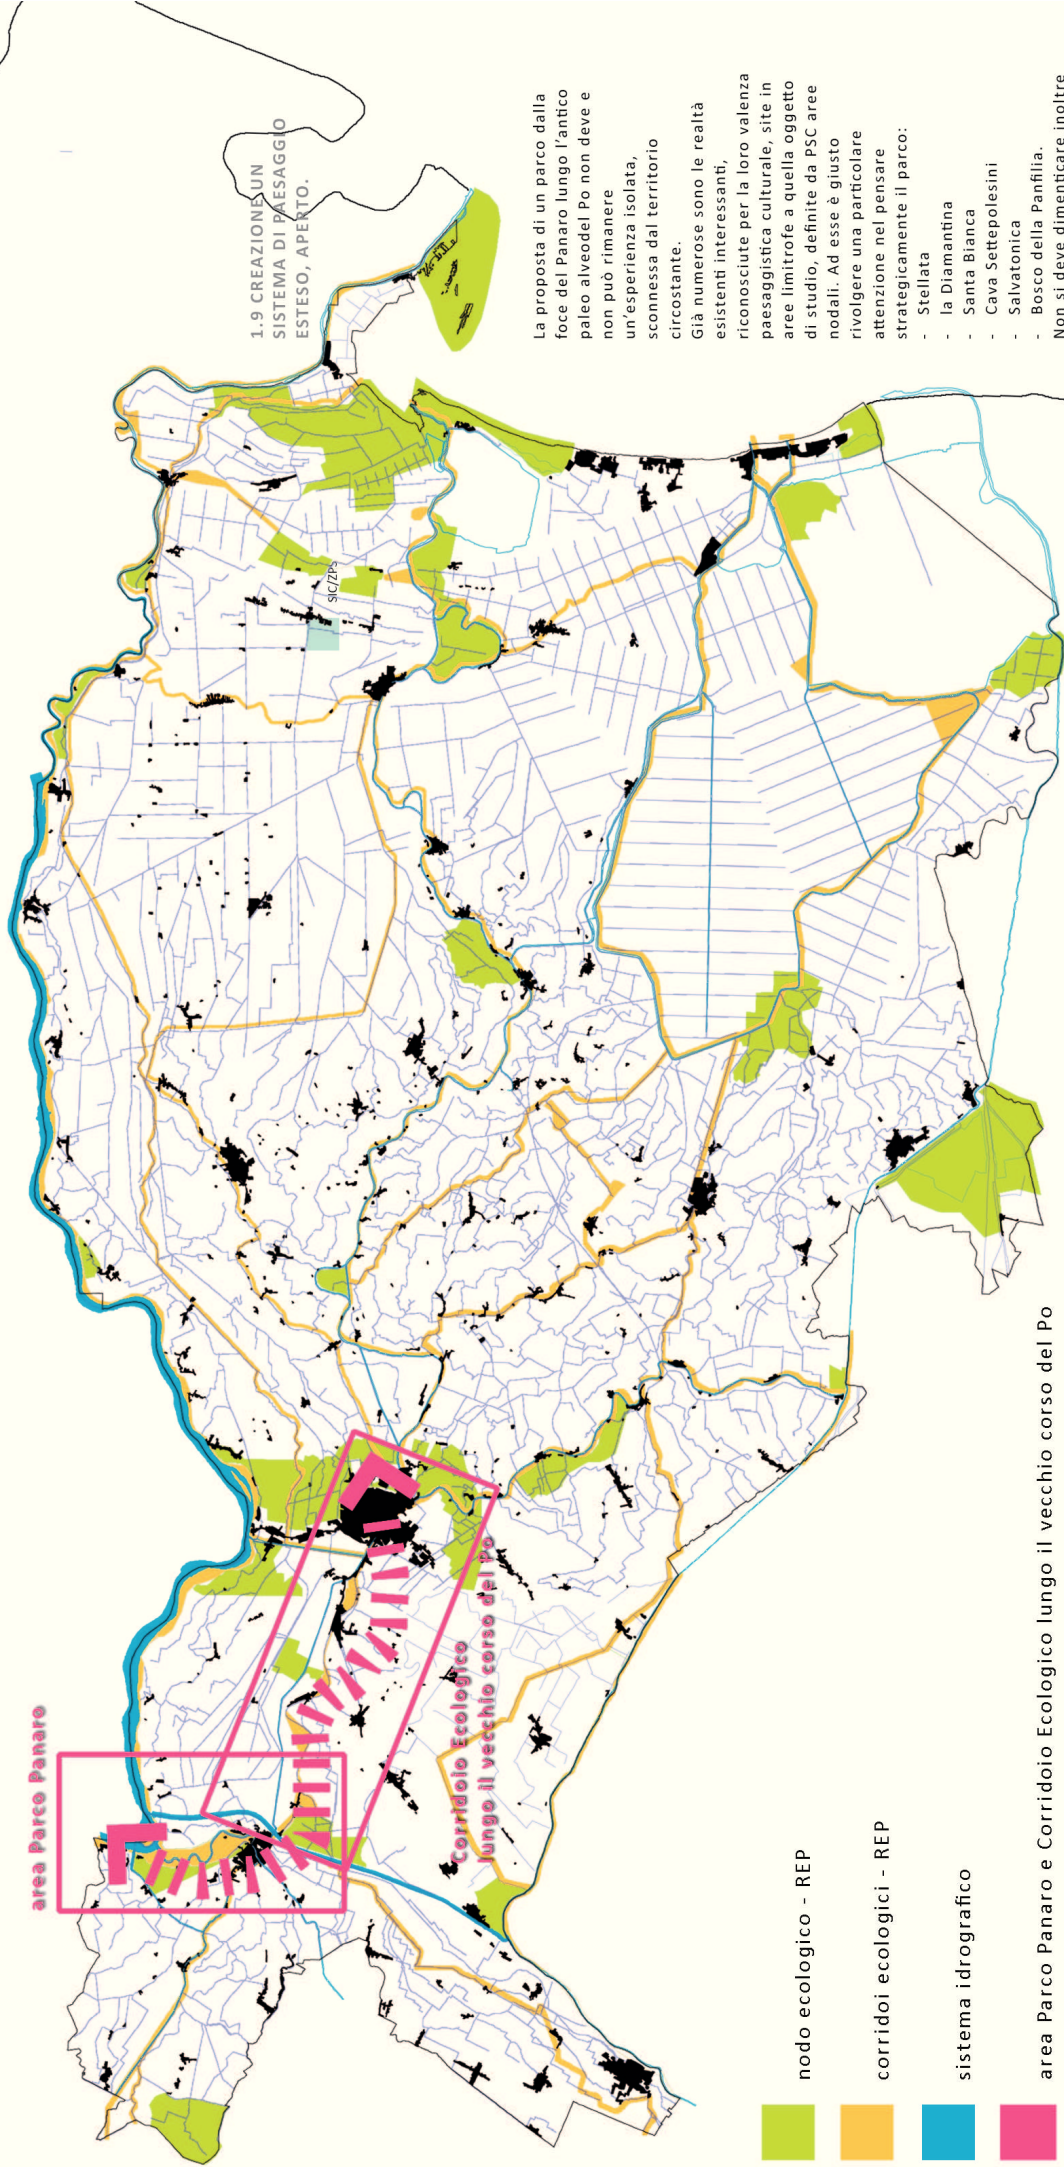 1.9 CREAZIONE UN
SISTEMA DI PAESAGGIO
ESTESO, APERTO.
La proposta di un parco dalla
foce del Panaro lungo l'antico
paleo alveodel Po non deve e
non può rimanere
un'esperienza isolata,
sconnessa dal territorio
circostante.
Già numerose sono le realtà
esistenti interessanti,
riconosciute per la loro valenza
paesaggistica culturale, site in
aree limitrofe a quella oggetto
di studio, definite da PSC aree
nodali. Ad esse è giusto
rivolgere una particolare
attenzione nel pensare
strategicamente il parco:
- Stellata
- la Diamantina
- Santa Bianca
- Cava Settepolesini
- Salvatonica
- Bosco della Panfilia.
Non si deve dimenticare inoltre
SIC/ZPS
area Parco Panaro
Corridoio Ecologico
lungo il vecchio corso del Po
nodo ecologico - REP
corridoi ecologici - REP
sistema idrografico
area Parco Panaro e Corridoio Ecologico lungo il vecchio corso del Po